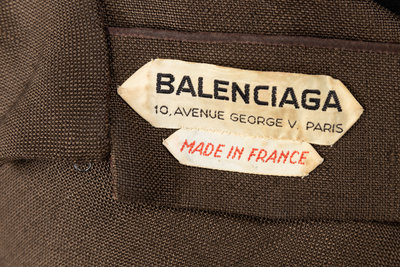 BALENCIAGA
10, AVENUE GEORGE V, PARIS
MADE IN FRANCE